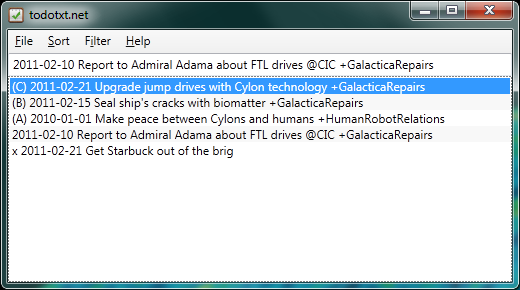 todotxt.net
File Sort Filter Help
2011-02-10 Report to Admiral Adama about FTL drives @CIC +GalacticaRepairs
(C) 2011-02-21 Upgrade jump drives with Cylon technology +GalacticaRepairs
(B) 2011-02-15 Seal ship's cracks with biomatter +GalacticaRepairs
(A) 2010-01-01 Make peace between Cylons and humans +HumanRobotRelations
2011-02-10 Report to Admiral Adama about FTL drives @CIC +GalacticaRepairs
x 2011-02-21 Get Starbuck out of the brig